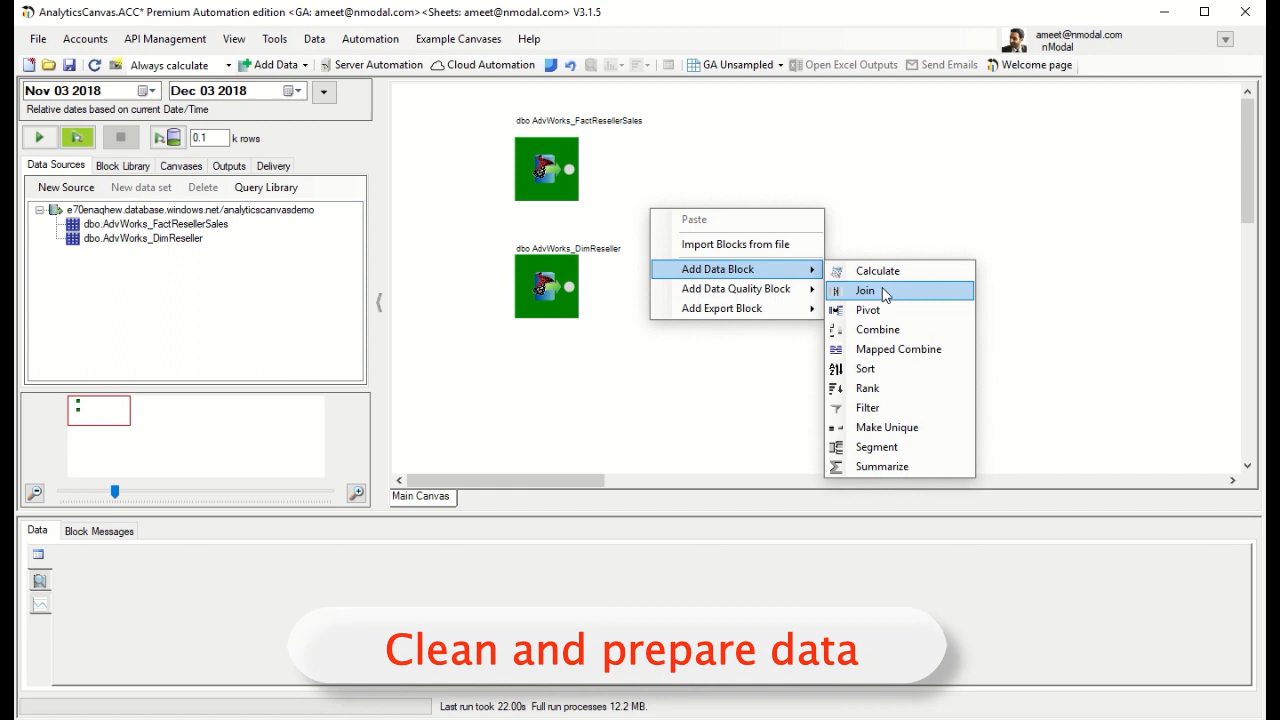 AnalyticsCanvas.ACC* Premium Automation edition <GA: ameet@nmodal.com> <Sheets: ameet@nmodal.com> V3.1.5
File Accounts API Management View Tools Data Automation Example Canvases Help
ameet@nmodal.com
nModal
Always calculate Add Data Server Automation Cloud Automation GA Unsampled Open Excel Outputs Send Emails Welcome page
Nov 03 2018 Dec 03 2018
Relative dates based on current Date/Time
0.1 k rows
Data Sources Block Library Canvases Outputs Delivery
New Source New data set Delete Query Library
e70enaqhew.database.windows.net/analyticscanvasdemo
dbo.AdvWorks_FactResellerSales
dbo.AdvWorks_DimReseller
dbo AdvWorks_FactResellerSales
dbo AdvWorks_DimReseller
Paste
Import Blocks from file
Add Data Block
Add Data Quality Block
Add Export Block
Calculate
Join
Pivot
Combine
Mapped Combine
Sort
Rank
Filter
Make Unique
Segment
Summarize
Main Canvas
Data Block Messages
Clean and prepare data
Last run took 22.00s Full run processes 12.2 MB.